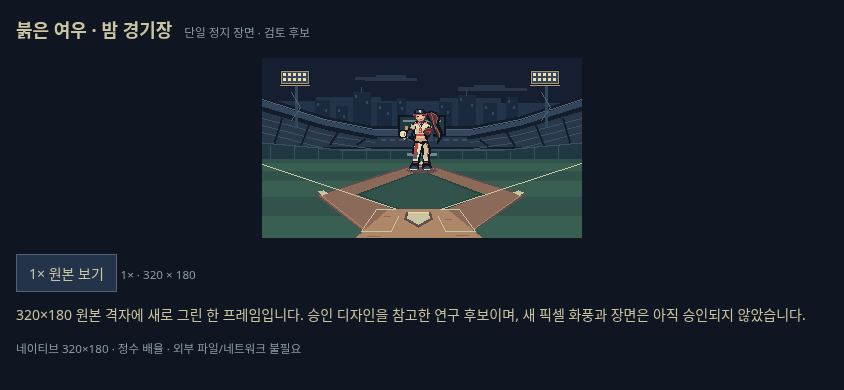 붉은 여우 · 밤 경기장 단일 정지 장면 · 검토 후보
1× 원본 보기 1× · 320 × 180
320×180 원본 격자에 새로 그린 한 프레임입니다. 승인 디자인을 참고한 연구 후보이며, 새 픽셀 화풍과 장면은 아직 승인되지 않았습니다.
네이티브 320×180 · 정수 배율 · 외부 파일/네트워크 불필요